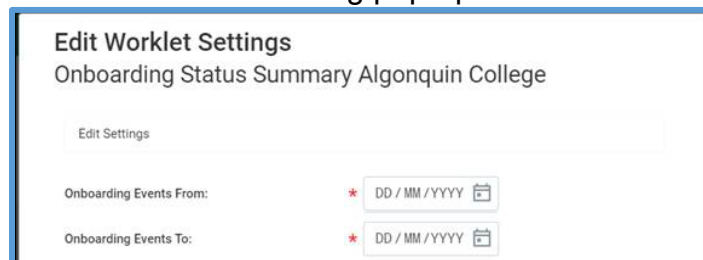 Edit Worklet Settings
Onboarding Status Summary Algonquin College
Edit Settings
Onboarding Events From: * DD / MM / YYYY
Onboarding Events To: * DD / MM / YYYY